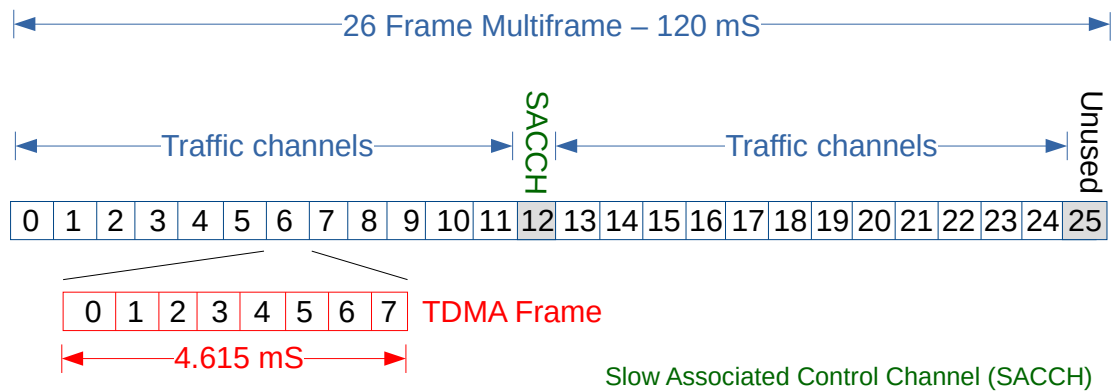 26 Frame Multiframe – 120 mS
SACCH
Unused
Traffic channels
Traffic channels
0 1 2 3 4 5 6 7 8 9 10 11 12 13 14 15 16 17 18 19 20 21 22 23 24 25
0 1 2 3 4 5 6 7 TDMA Frame
4.615 mS
Slow Associated Control Channel (SACCH)